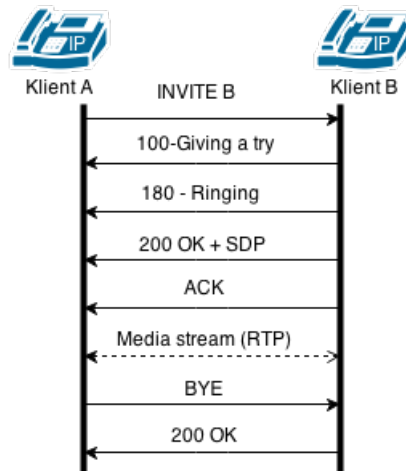 IP
IP
Klient A
Klient B
INVITE B
100-Giving a try
180 - Ringing
200 OK + SDP
ACK
Media stream (RTP)
BYE
200 OK